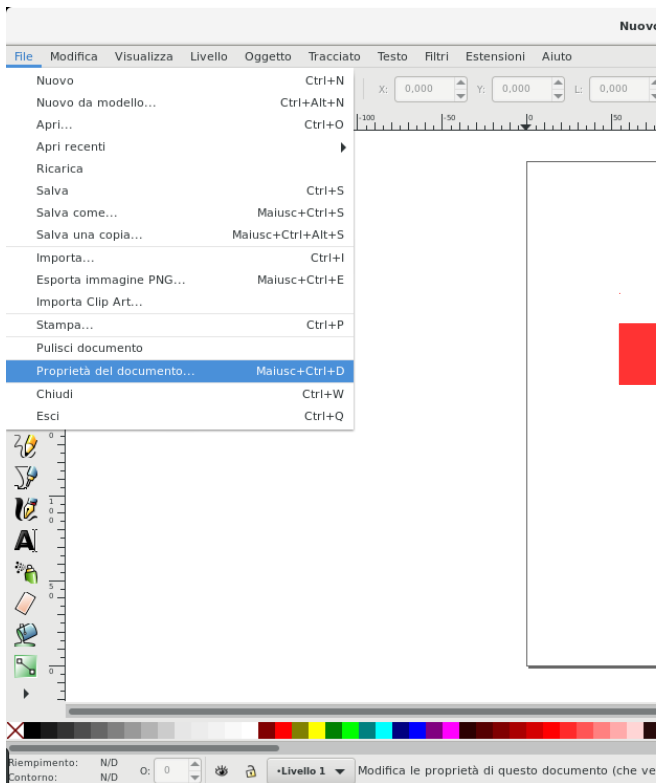 Nuovo
File Modifica Visualizza Livello Oggetto Tracciato Testo Filtri Estensioni Aiuto
Nuovo Ctrl+N
Nuovo da modello... Ctrl+Alt+N
Apri... Ctrl+O
Apri recenti
Ricarica
Salva Ctrl+S
Salva come... Maiusc+Ctrl+S
Salva una copia... Maiusc+Ctrl+Alt+S
Importa... Ctrl+I
Esporta immagine PNG... Maiusc+Ctrl+E
Importa Clip Art...
Stampa... Ctrl+P
Pulisci documento
Proprietà del documento... Maiusc+Ctrl+D
Chiudi Ctrl+W
Esci Ctrl+Q
X: 0,000 Y: 0,000 L: 0,000
-100 -50 0 50
0
100
50
0
Riempimento: N/D
Contorno: N/D
O: 0
•Livello 1
Modifica le proprietà di questo documento (che ve